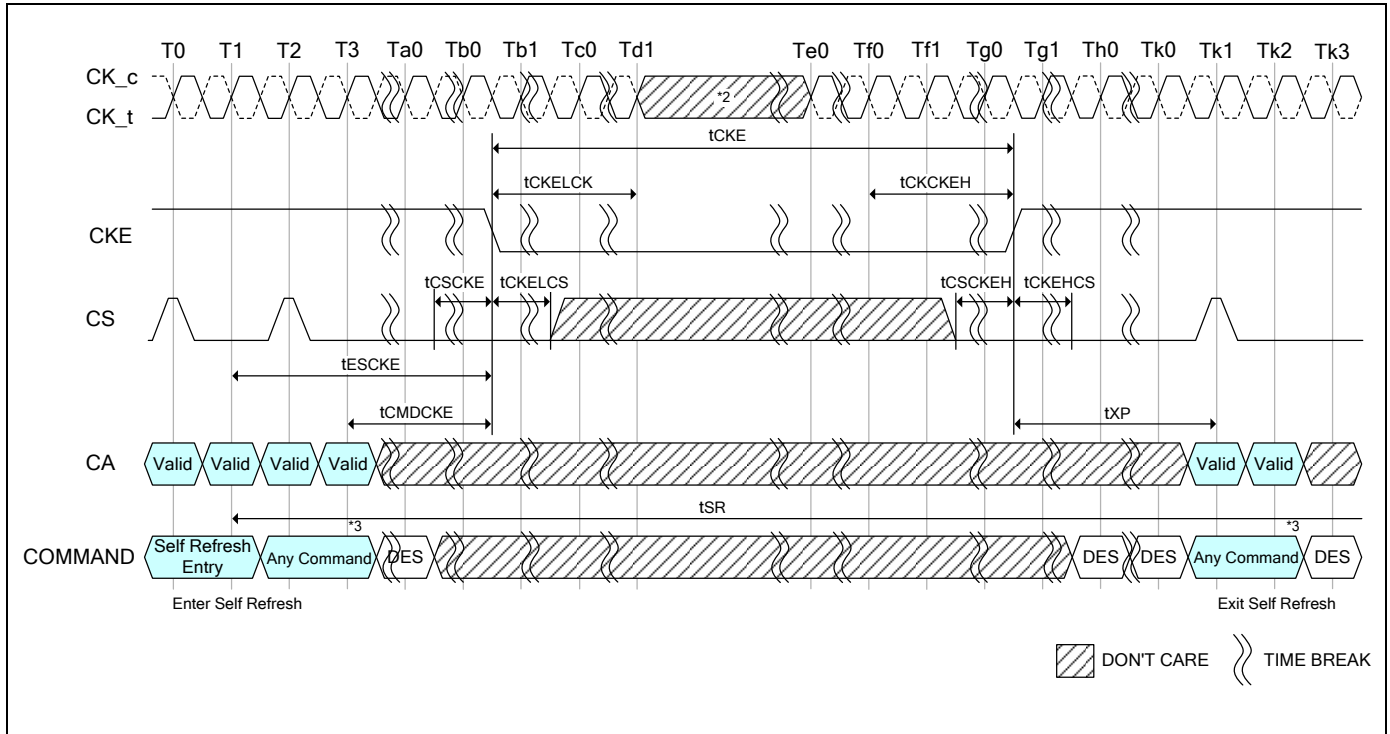 T0 T1 T2 T3 Ta0 Tb0 Tb1 Tc0 Td1 Te0 Tf0 Tf1 Tg0 Tg1 Th0 Tk0 Tk1 Tk2 Tk3
CK_c
CK_t
*2
tCKE
tCKELCK tCKCKEH
CKE
tCSCKE tCKELCS tCSCKEH tCKEHCS
CS
tESCKE
tCMDCKE tXP
CA Valid Valid Valid Valid Valid Valid
tSR
*3 *3
COMMAND Self Refresh Entry Any Command DES DES DES Any Command DES
Enter Self Refresh Exit Self Refresh
DON'T CARE TIME BREAK